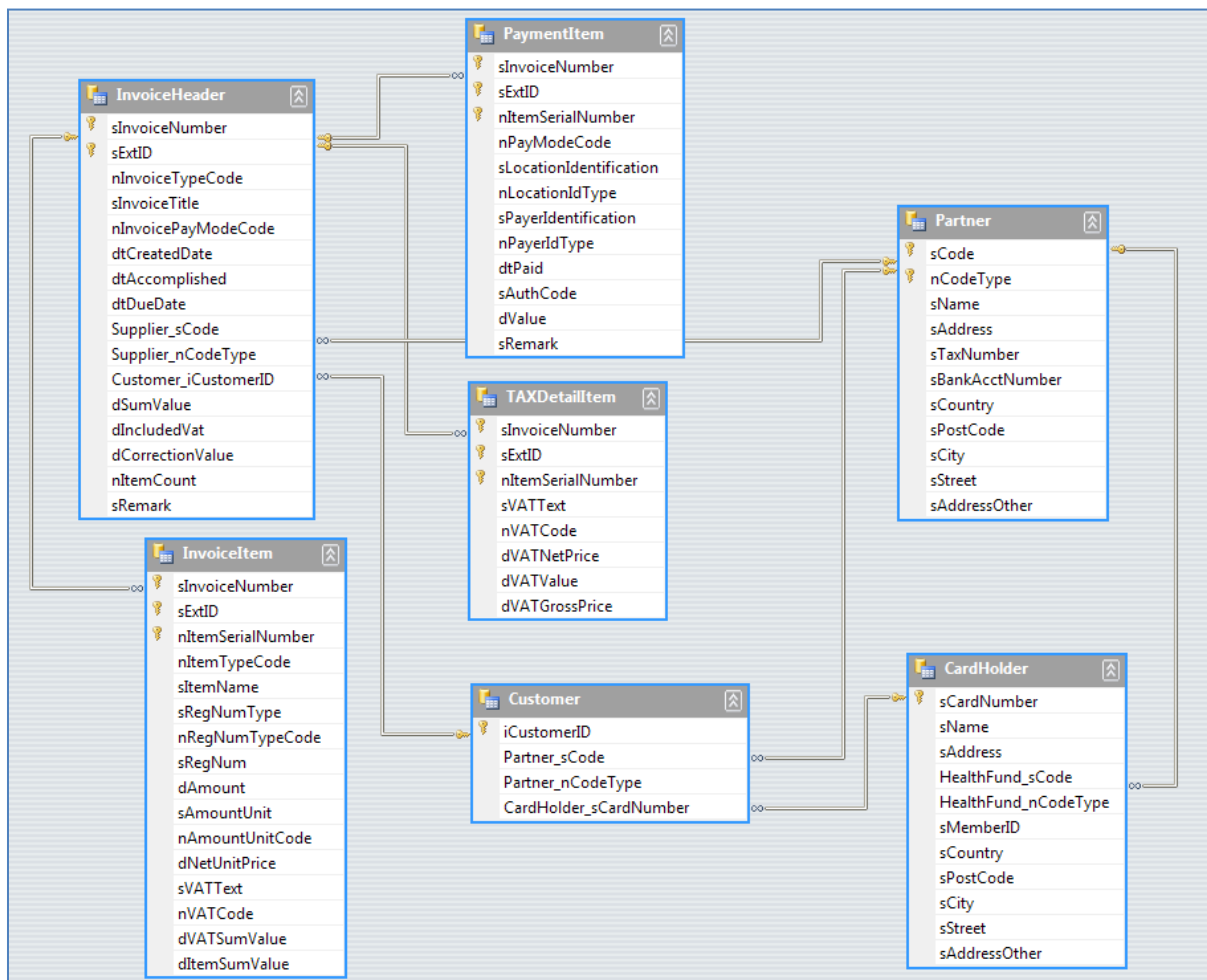 PaymentItem
sInvoiceNumber
sExtID
nItemSerialNumber
nPayModeCode
sLocationIdentification
nLocationIdType
sPayerIdentification
nPayerIdType
dtPaid
sAuthCode
dValue
sRemark
InvoiceHeader
sInvoiceNumber
sExtID
nInvoiceTypeCode
sInvoiceTitle
nInvoicePayModeCode
dtCreatedDate
dtAccomplished
dtDueDate
Supplier_sCode
Supplier_nCodeType
Customer_iCustomerID
dSumValue
dIncludedVat
dCorrectionValue
nItemCount
sRemark
Partner
sCode
nCodeType
sName
sAddress
sTaxNumber
sBankAcctNumber
sCountry
sPostCode
sCity
sStreet
sAddressOther
TAXDetailItem
sInvoiceNumber
sExtID
nItemSerialNumber
sVATText
nVATCode
dVATNetPrice
dVATValue
dVATGrossPrice
InvoiceItem
sInvoiceNumber
sExtID
nItemSerialNumber
nItemTypeCode
sItemName
sRegNumType
nRegNumTypeCode
sRegNum
dAmount
sAmountUnit
nAmountUnitCode
dNetUnitPrice
sVATText
nVATCode
dVATSumValue
dItemSumValue
Customer
iCustomerID
Partner_sCode
Partner_nCodeType
CardHolder_sCardNumber
CardHolder
sCardNumber
sName
sAddress
HealthFund_sCode
HealthFund_nCodeType
sMemberID
sCountry
sPostCode
sCity
sStreet
sAddressOther